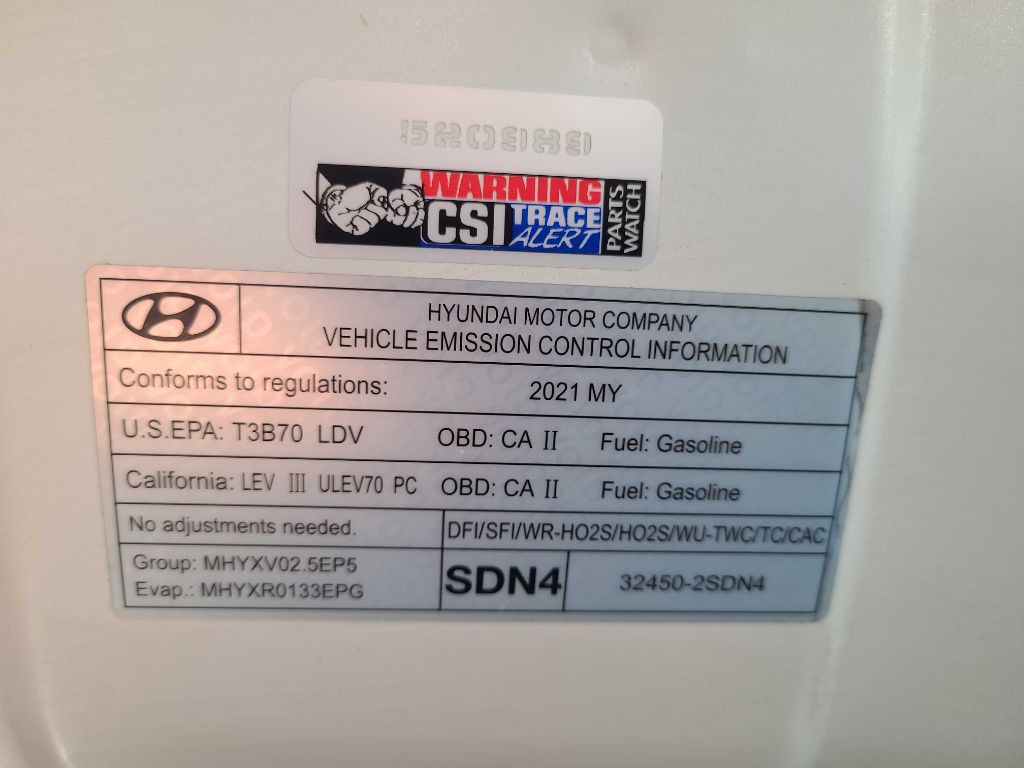 520989
WARNING
CSI TRACE
ALERT
PARTS
WATCH
HYUNDAI MOTOR COMPANY
VEHICLE EMISSION CONTROL INFORMATION
Conforms to regulations: 2021 MY
U.S.EPA: T3B70 LDV OBD: CA II Fuel: Gasoline
California: LEV III ULEV70 PC OBD: CA II Fuel: Gasoline
No adjustments needed. DFI/SFI/WR-HO2S/HO2S/WU-TWC/TC/CAC
Group: MHYXV02.5EP5
Evap.: MHYXR0133EPG
SDN4 32450-2SDN4